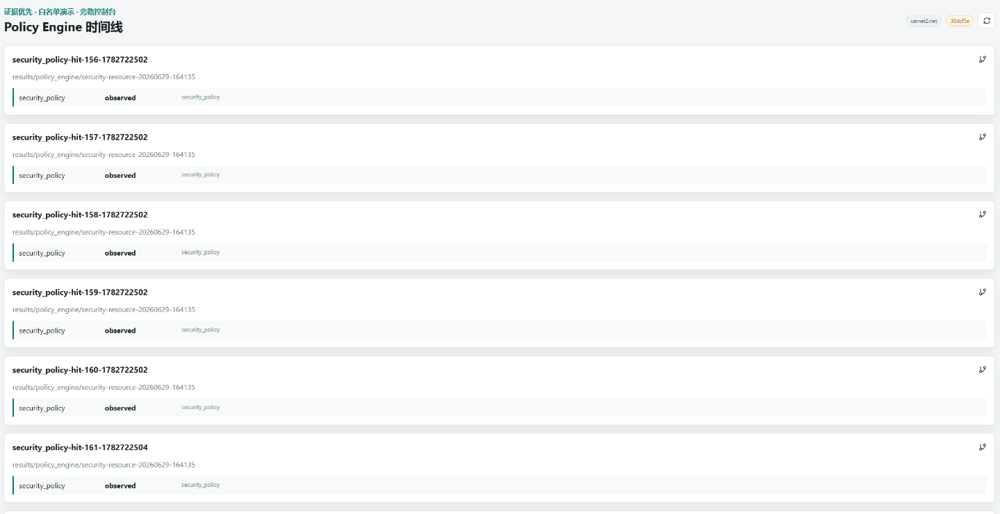 证据优先 · 白名单演示 · 旁路控制台
Policy Engine 时间线
cernet2.net
30dcf5e
security_policy-hit-156-1782722502
results/policy_engine/security-resource-20260629-164135
security_policy observed security_policy
security_policy-hit-157-1782722502
results/policy_engine/security-resource-20260629-164135
security_policy observed security_policy
security_policy-hit-158-1782722502
results/policy_engine/security-resource-20260629-164135
security_policy observed security_policy
security_policy-hit-159-1782722502
results/policy_engine/security-resource-20260629-164135
security_policy observed security_policy
security_policy-hit-160-1782722502
results/policy_engine/security-resource-20260629-164135
security_policy observed security_policy
security_policy-hit-161-1782722504
results/policy_engine/security-resource-20260629-164135
security_policy observed security_policy